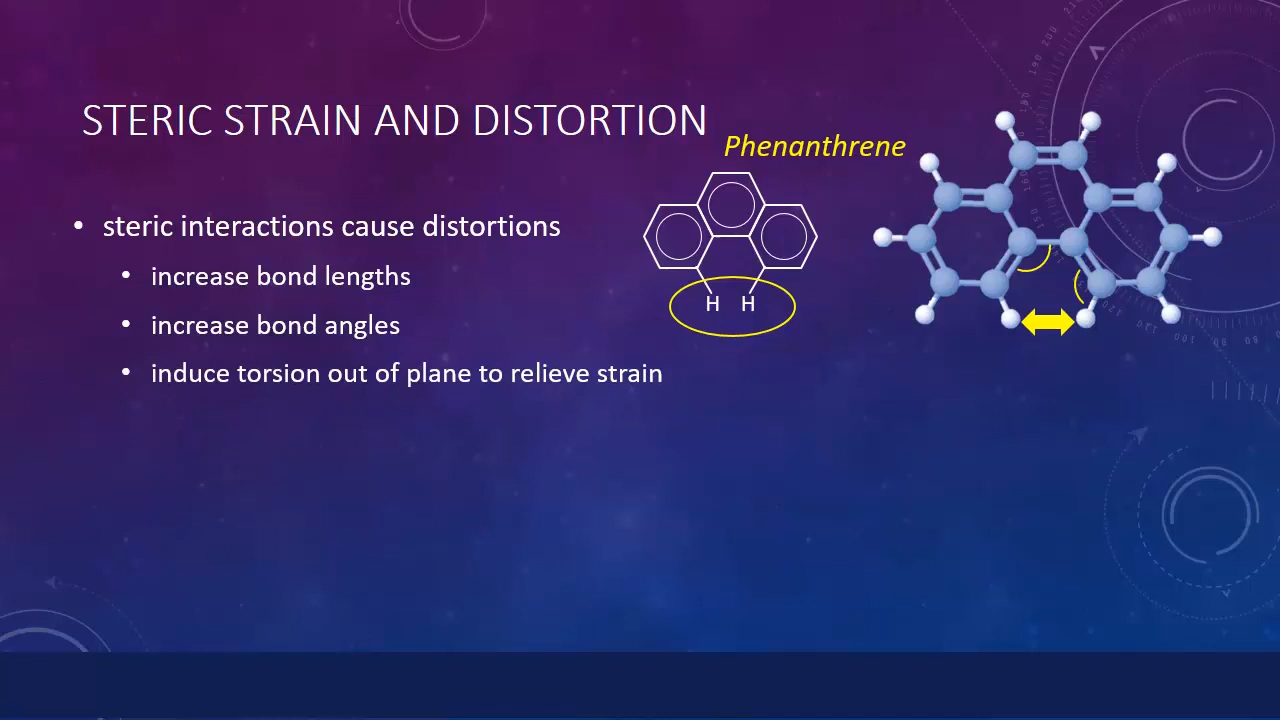 STERIC STRAIN AND DISTORTION
Phenanthrene
• steric interactions cause distortions
• increase bond lengths
• increase bond angles
• induce torsion out of plane to relieve strain
H H